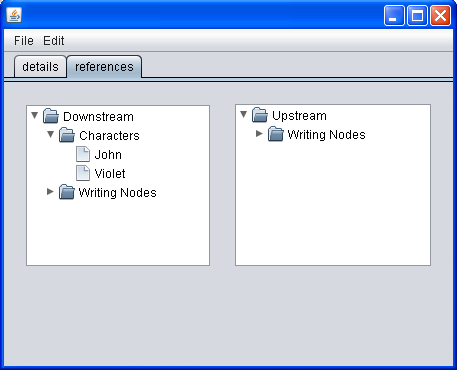 File Edit
details references
Downstream
Characters
John
Violet
Writing Nodes
Upstream
Writing Nodes